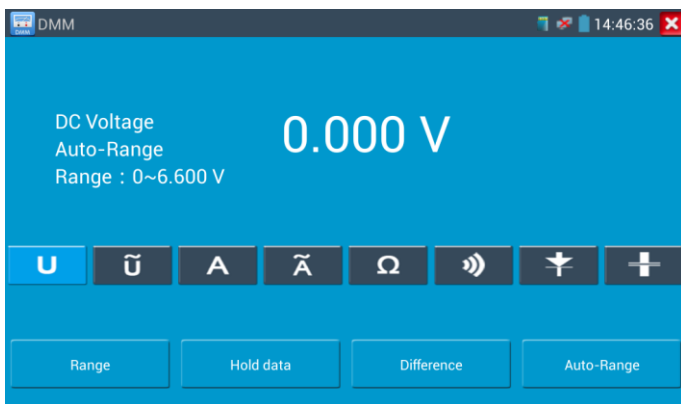 DMM DMM 14:46:36
DC Voltage
0.000 V
Auto-Range
Range : 0~6.600 V
U Ũ A Ã Ω
Range Hold data Difference Auto-Range